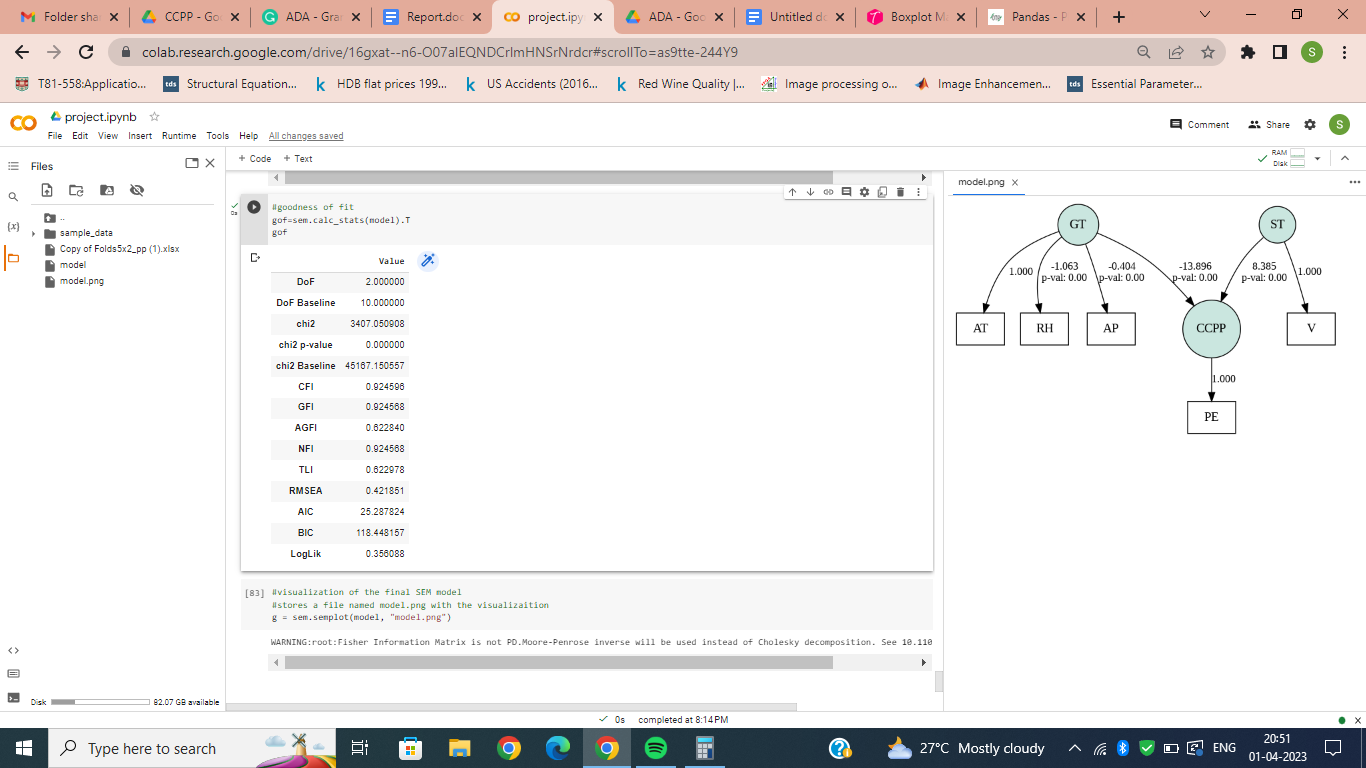 Folder sha
CCPP - Go
ADA - Gra
Report.doc
project.ipy
ADA - Goo
Untitled do
Boxplot Ma
Pandas - P
colab.research.google.com/drive/16gxat--n6-O07alEQNDCrImHNSrNrdcr#scrollTo=as9tte-244Y9
S
T81-558:Applicatio...
Structural Equation...
HDB flat prices 199...
US Accidents (2016...
Red Wine Quality |...
Image processing o...
Image Enhancemen...
Essential Parameter...
project.ipynb
File Edit View Insert Runtime Tools Help All changes saved
Comment
Share
S
Files
+ Code + Text
RAM
Disk
..
sample_data
Copy of Folds5x2_pp (1).xlsx
model
model.png
0s
#goodness of fit
gof=sem.calc_stats(model).T
gof
Value
DoF 2.000000
DoF Baseline 10.000000
chi2 3407.050908
chi2 p-value 0.000000
chi2 Baseline 45167.150557
CFI 0.924596
GFI 0.924568
AGFI 0.622840
NFI 0.924568
TLI 0.622978
RMSEA 0.421851
AIC 25.287824
BIC 118.448157
LogLik 0.356088
[83] #visualization of the final SEM model
#stores a file named model.png with the visualizaition
g = sem.semplot(model, "model.png")
WARNING:root:Fisher Information Matrix is not PD.Moore-Penrose inverse will be used instead of Cholesky decomposition. See 10.110
model.png
GT
ST
1.000
-1.063
p-val: 0.00
-0.404
p-val: 0.00
-13.896
p-val: 0.00
8.385
p-val: 0.00
1.000
AT
RH
AP
CCPP
V
1.000
PE
Disk
82.07 GB available
0s completed at 8:14 PM
Type here to search
27°C Mostly cloudy
ENG
20:51
01-04-2023